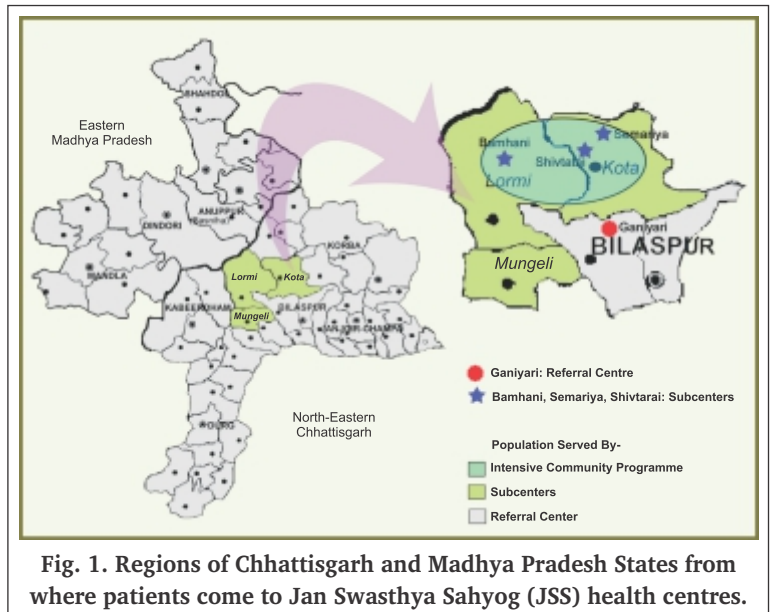 Eastern
Madhya Pradesh
SHAHDOL
ANUPPUR
DINDORI
MANDLA
KORBA
Lormi
Kota
KABEERDHAM
Mungeli
BILASPUR
JANJGIR-CHAMPA
DURG
North-Eastern
Chhattisgarh
Bamhani
Semariya
Shivtarai
Lormi
Kota
Ganiyari
BILASPUR
Mungeli
Ganiyari: Referral Centre
Bamhani, Semariya, Shivtarai: Subcenters
Population Served By-
Intensive Community Programme
Subcenters
Referral Center
Fig. 1. Regions of Chhattisgarh and Madhya Pradesh States from
where patients come to Jan Swasthya Sahyog (JSS) health centres.